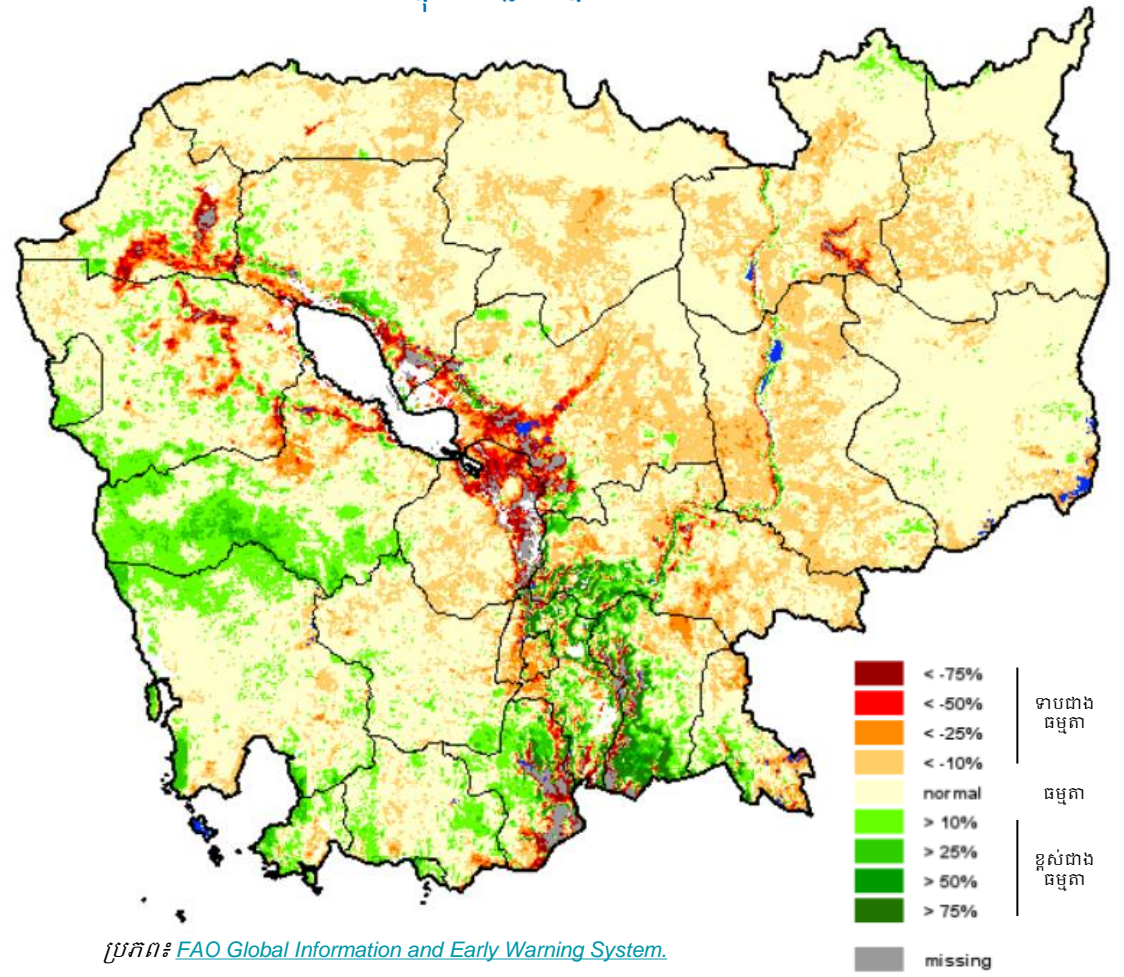 < -75%
< -50%
< -25%
< -10%
ទាបជាង
ធម្មតា
normal
ធម្មតា
> 10%
> 25%
> 50%
> 75%
ខ្ពស់ជាង
ធម្មតា
missing
ប្រភព៖ FAO Global Information and Early Warning System.